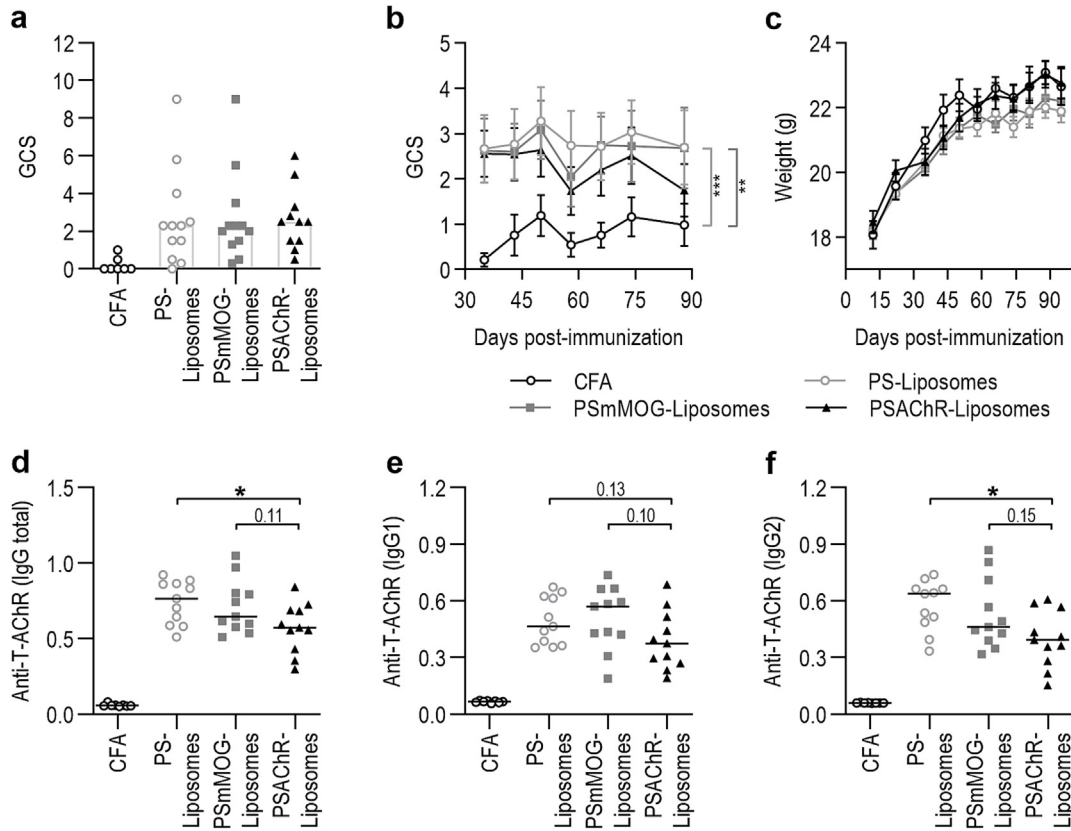 a
12
10
8
6
4
2
0
GCS
CFA
PS-
Liposomes
PSmMOG-
Liposomes
PSAChR-
Liposomes
b
5
4
3
2
1
0
GCS
***
**
30 45 60 75 90
Days post-immunization
c
24
22
20
18
Weight (g)
0 15 30 45 60 75 90
Days post-immunization
CFA
PS-Liposomes
PSmMOG-Liposomes
PSAChR-Liposomes
d
1.5
1.0
0.5
0.0
Anti-T-AChR (IgG total)
*
0.11
CFA
PS-
Liposomes
PSmMOG-
Liposomes
PSAChR-
Liposomes
e
1.2
0.9
0.6
0.3
0.0
Anti-T-AChR (IgG1)
0.13
0.10
CFA
PS-
Liposomes
PSmMOG-
Liposomes
PSAChR-
Liposomes
f
1.2
0.9
0.6
0.3
0.0
Anti-T-AChR (IgG2)
*
0.15
CFA
PS-
Liposomes
PSmMOG-
Liposomes
PSAChR-
Liposomes